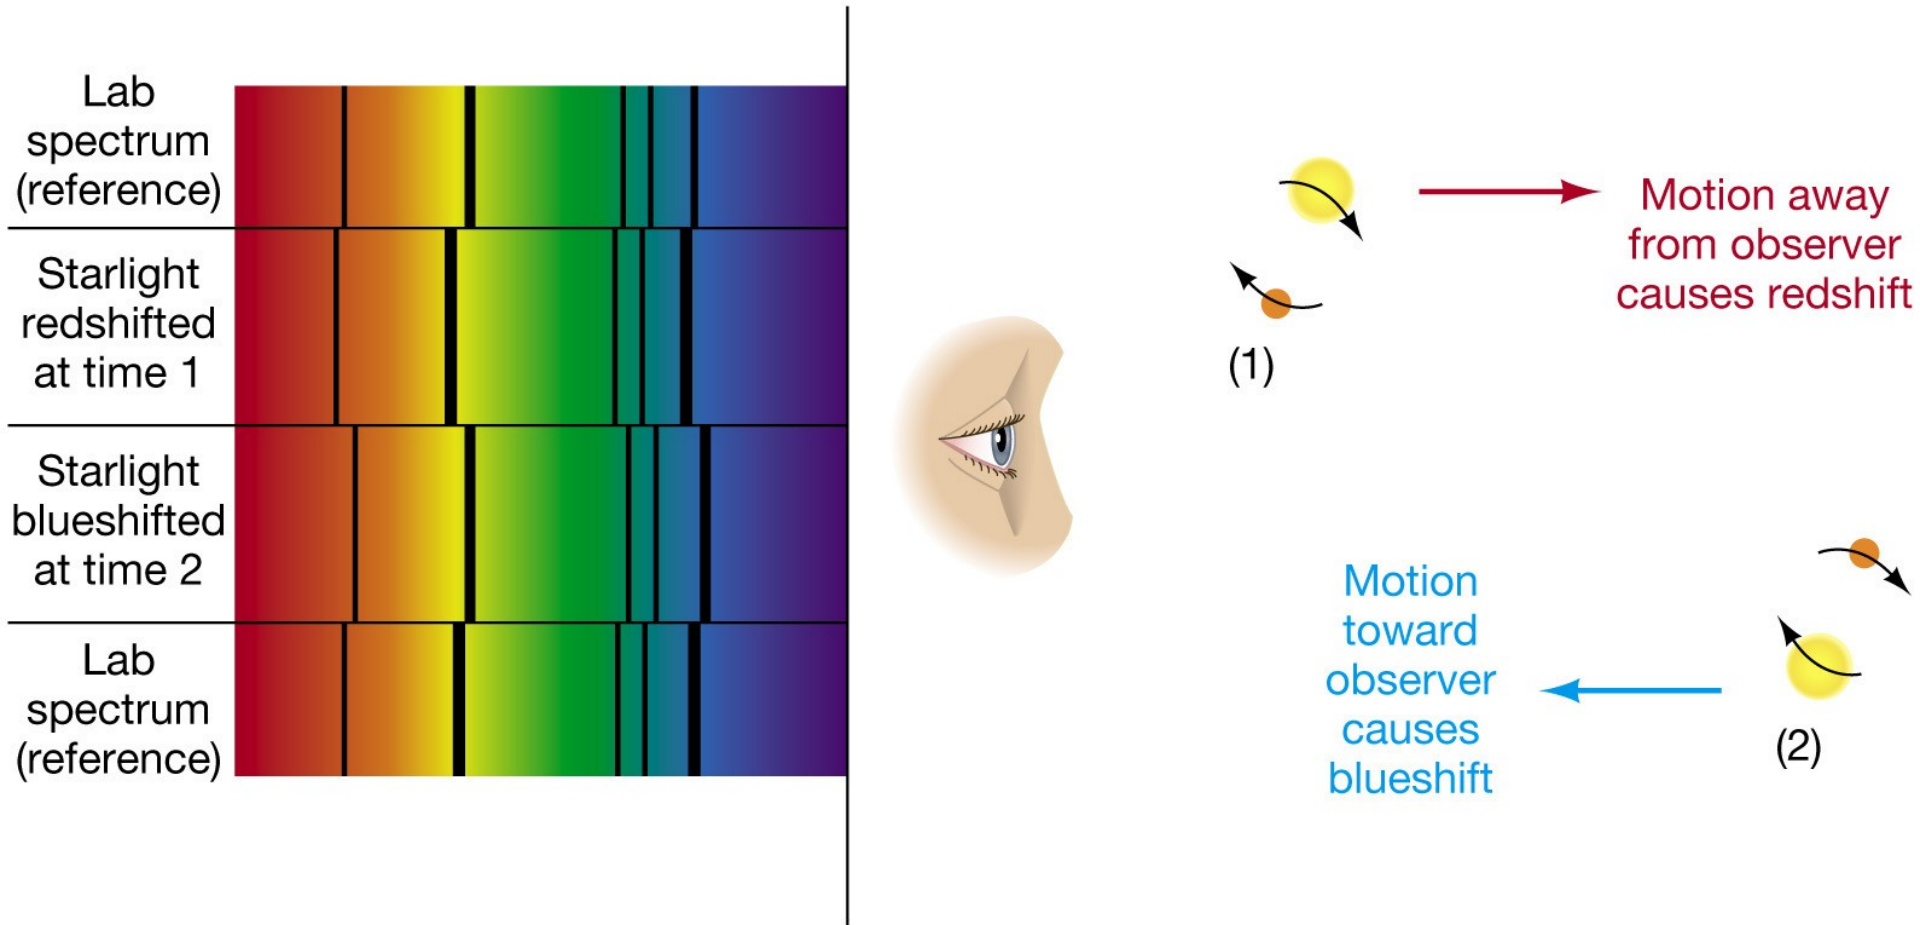 Lab
spectrum
(reference)
Starlight
redshifted
at time 1
Starlight
blueshifted
at time 2
Lab
spectrum
(reference)
Motion away
from observer
causes redshift
(1)
Motion
toward
observer
causes
blueshift
(2)